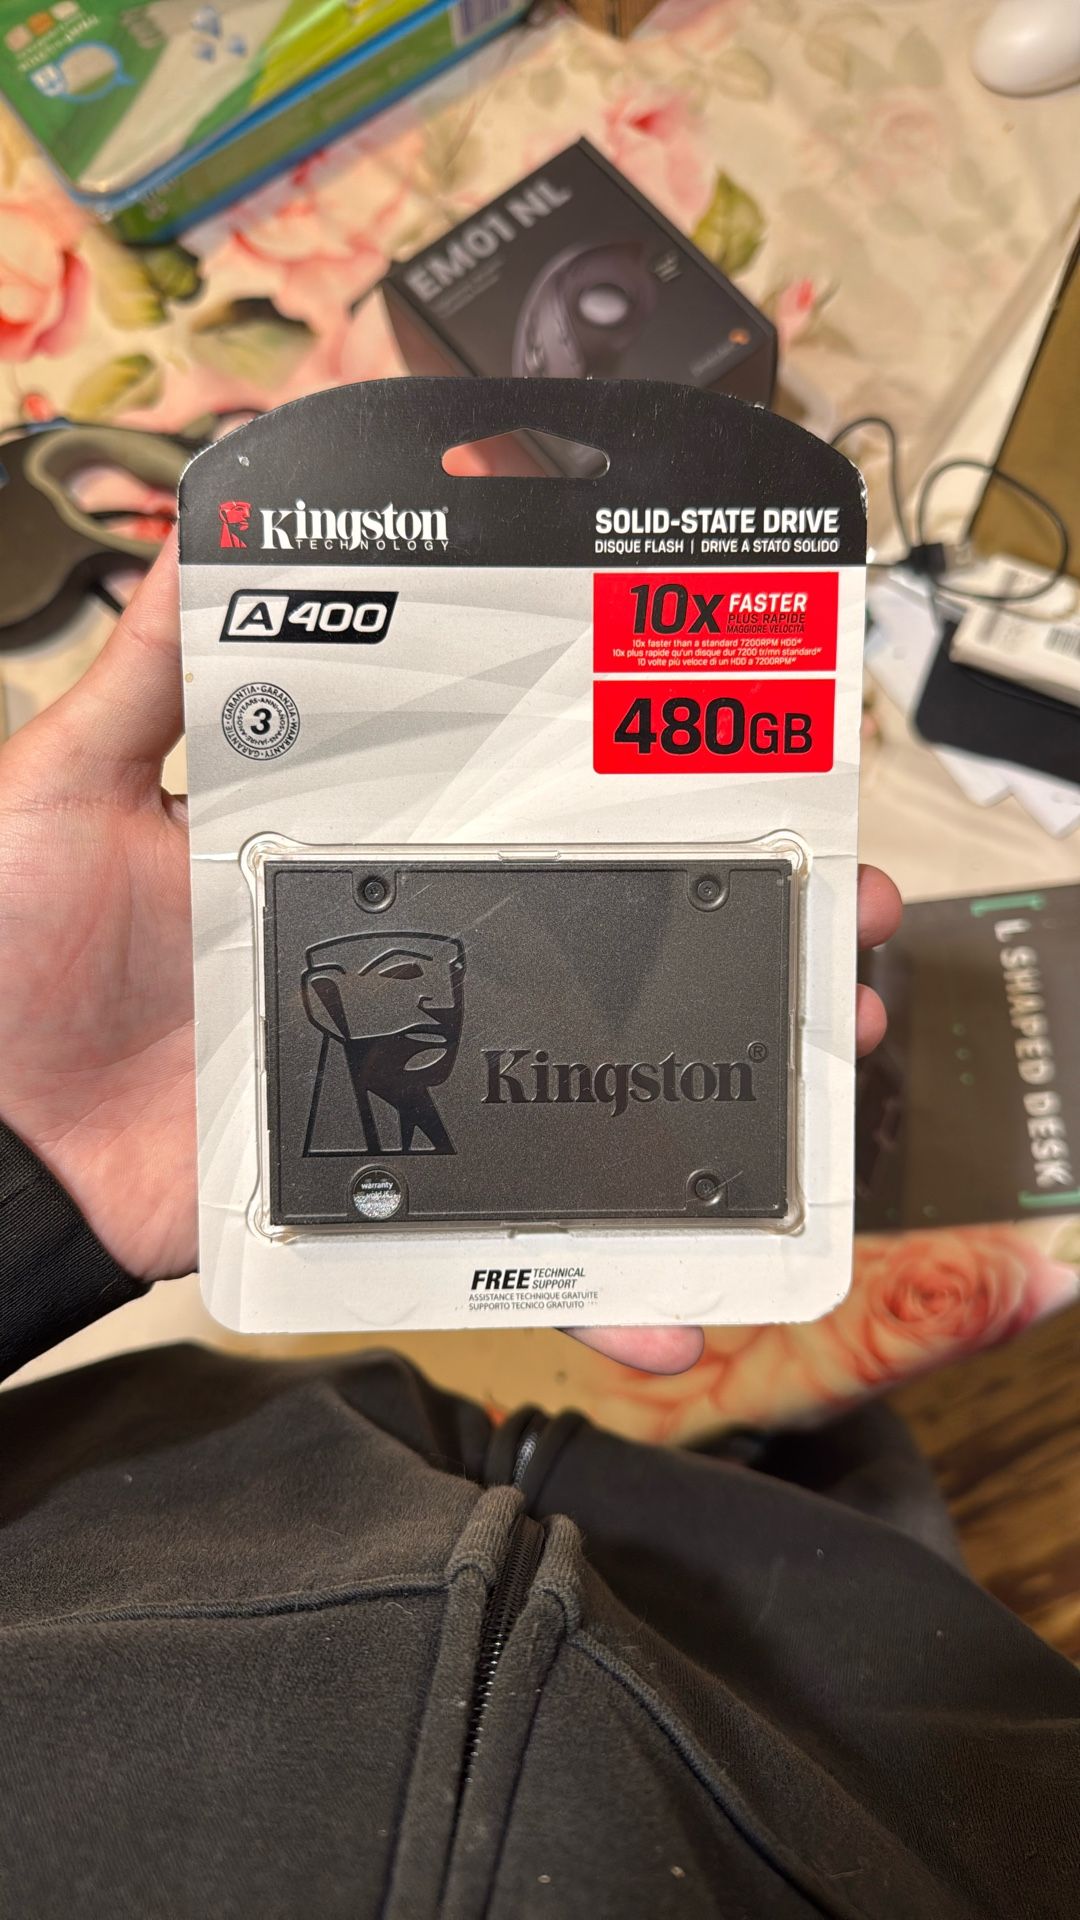 EM01 NL
Kingston
TECHNOLOGY
SOLID-STATE DRIVE
DISQUE FLASH | DRIVE A STATO SOLIDO
A400
10x FASTER
PLUS RAPIDE
MAGGIORE VELOCITÀ
10x faster than a standard 7200RPM HDD*
10x plus rapide qu'un disque dur 7200 tr/mn standard*
10 volte più veloce di un HDD a 7200RPM*
3
480GB
Kingston®
warranty
void if
FREE TECHNICAL
SUPPORT
ASSISTANCE TECHNIQUE GRATUITE
SUPPORTO TECNICO GRATUITO
L SHAPED DESK